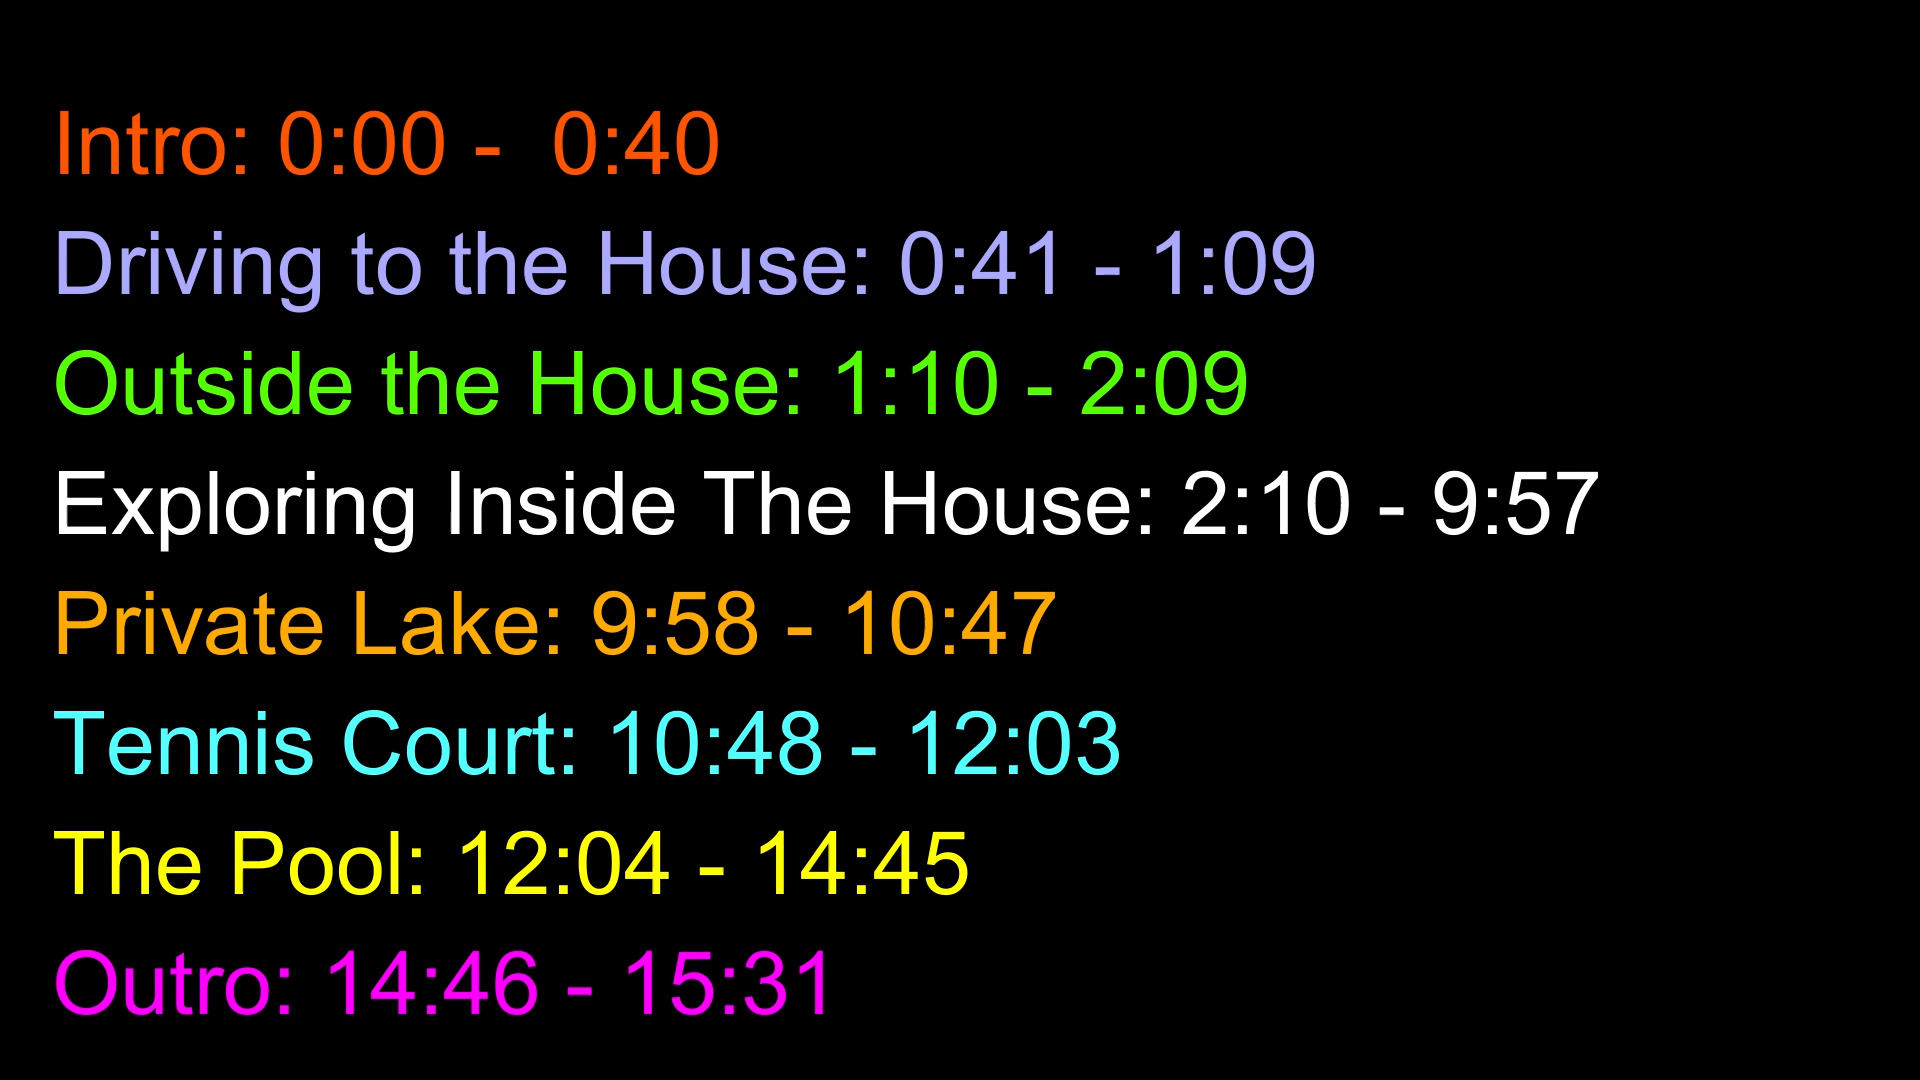 Intro: 0:00 -  0:40
Driving to the House: 0:41 - 1:09
Outside the House: 1:10 - 2:09
Exploring Inside The House: 2:10 - 9:57
Private Lake: 9:58 - 10:47
Tennis Court: 10:48 - 12:03
The Pool: 12:04 - 14:45
Outro: 14:46 - 15:31